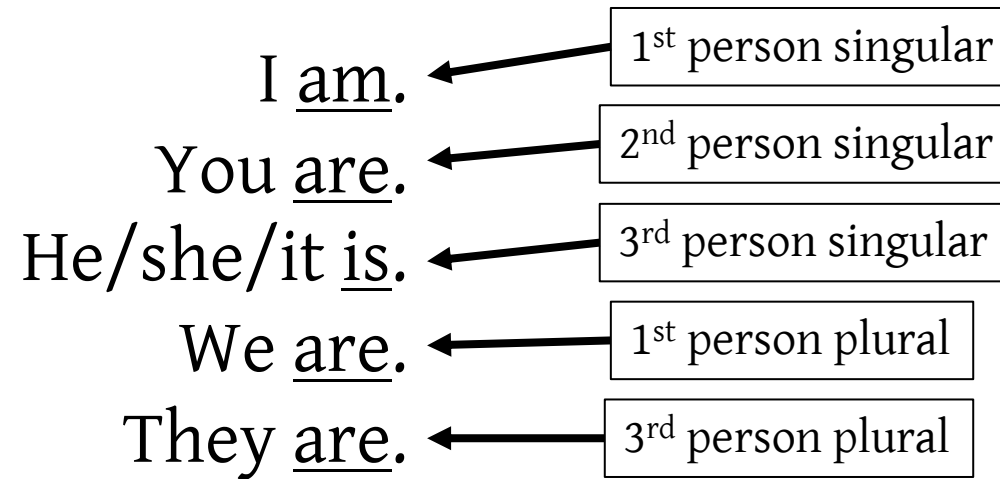 I am.
1st person singular
You are.
2nd person singular
He/she/it is.
3rd person singular
We are.
1st person plural
They are.
3rd person plural